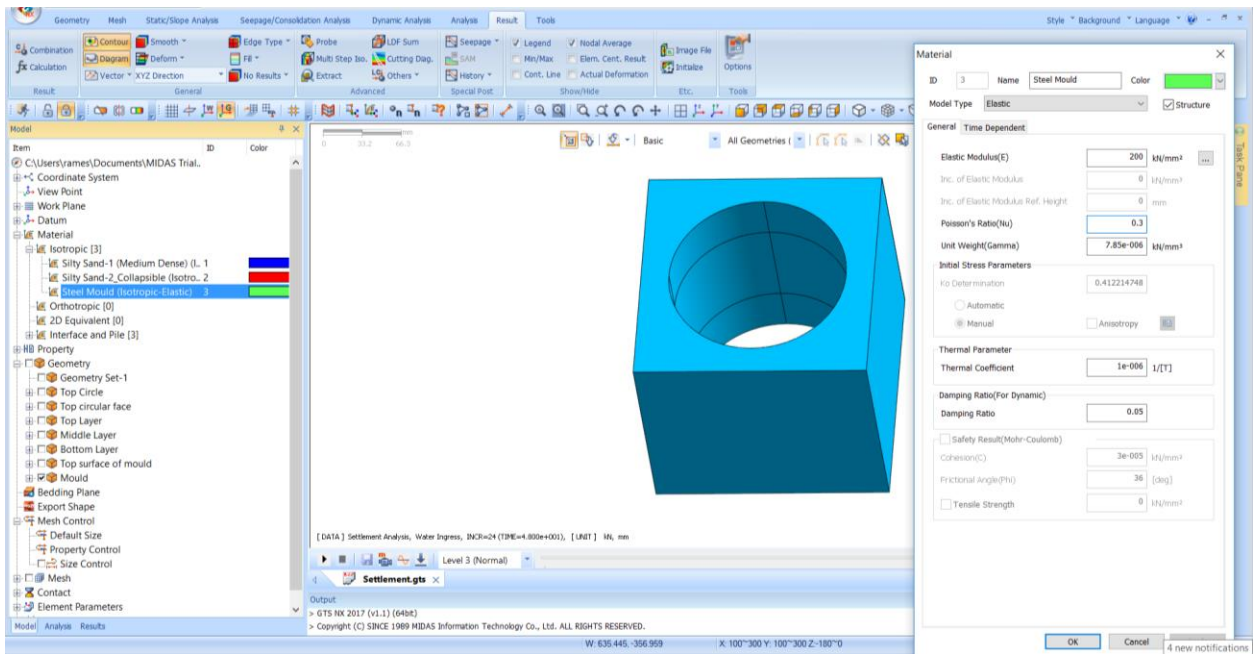 Geometry Mesh Static/Slope Analysis Seepage/Consolidation Analysis Dynamic Analysis Analysis Result Tools Style Background Language
Combination Contour Smooth Edge Type Probe LDF Sum Seepage Legend Nodal Average
Calculation Diagram Deform Fill Multi Step Iso. Cutting Diag. SAM Min/Max Elem. Cent. Result Image File Initialize Options
Vector XYZ Direction No Results Extract Others History Cont. Line Actual Deformation
Result General Advanced Special Post Show/Hide Etc. Tools
Model
Item ID Color
C:\Users\rames\Documents\MIDAS Trial..
Coordinate System
View Point
Work Plane
Datum
Material
Isotropic [3]
Silty Sand-1 (Medium Dense) (I.. 1
Silty Sand-2_Collapsible (Isotro.. 2
Steel Mould (Isotropic-Elastic) 3
Orthotropic [0]
2D Equivalent [0]
Interface and Pile [3]
Property
Geometry
Geometry Set-1
Top Circle
Top circular face
Top Layer
Middle Layer
Bottom Layer
Top surface of mould
Mould
Bedding Plane
Export Shape
Mesh Control
Default Size
Property Control
Size Control
Mesh
Contact
Element Parameters
Model Analysis Results
0 33.2 66.3
Basic All Geometries (
[DATA ] Settlement Analysis, Water Ingress, INCR=24 (TIME=4.800e+001), [ UNIT ] kN, mm
Level 3 (Normal)
Settlement.gts
Output
> GTS NX 2017 (v1.1) (64bit)
> Copyright (C) SINCE 1989 MIDAS Information Technology Co., Ltd. ALL RIGHTS RESERVED.
W: 635.445, -356.959 X: 100~300 Y: 100~300 Z:-180~0
Task Pane
Material
ID 3 Name Steel Mould Color
Model Type Elastic Structure
General Time Dependent
Elastic Modulus(E) 200 kN/mm² ...
Inc. of Elastic Modulus 0 kN/mm³
Inc. of Elastic Modulus Ref. Height 0 mm
Poisson's Ratio(Nu) 0.3
Unit Weight(Gamma) 7.85e-006 kN/mm³
Initial Stress Parameters
Ko Determination 0.412214748
Automatic
Manual Anisotropy
Thermal Parameter
Thermal Coefficient 1e-006 1/[T]
Damping Ratio(For Dynamic)
Damping Ratio 0.05
Safety Result(Mohr-Coulomb)
Cohesion(C) 3e-005 kN/mm²
Frictional Angle(Phi) 36 [deg]
Tensile Strength 0 kN/mm²
OK Cancel
4 new notifications